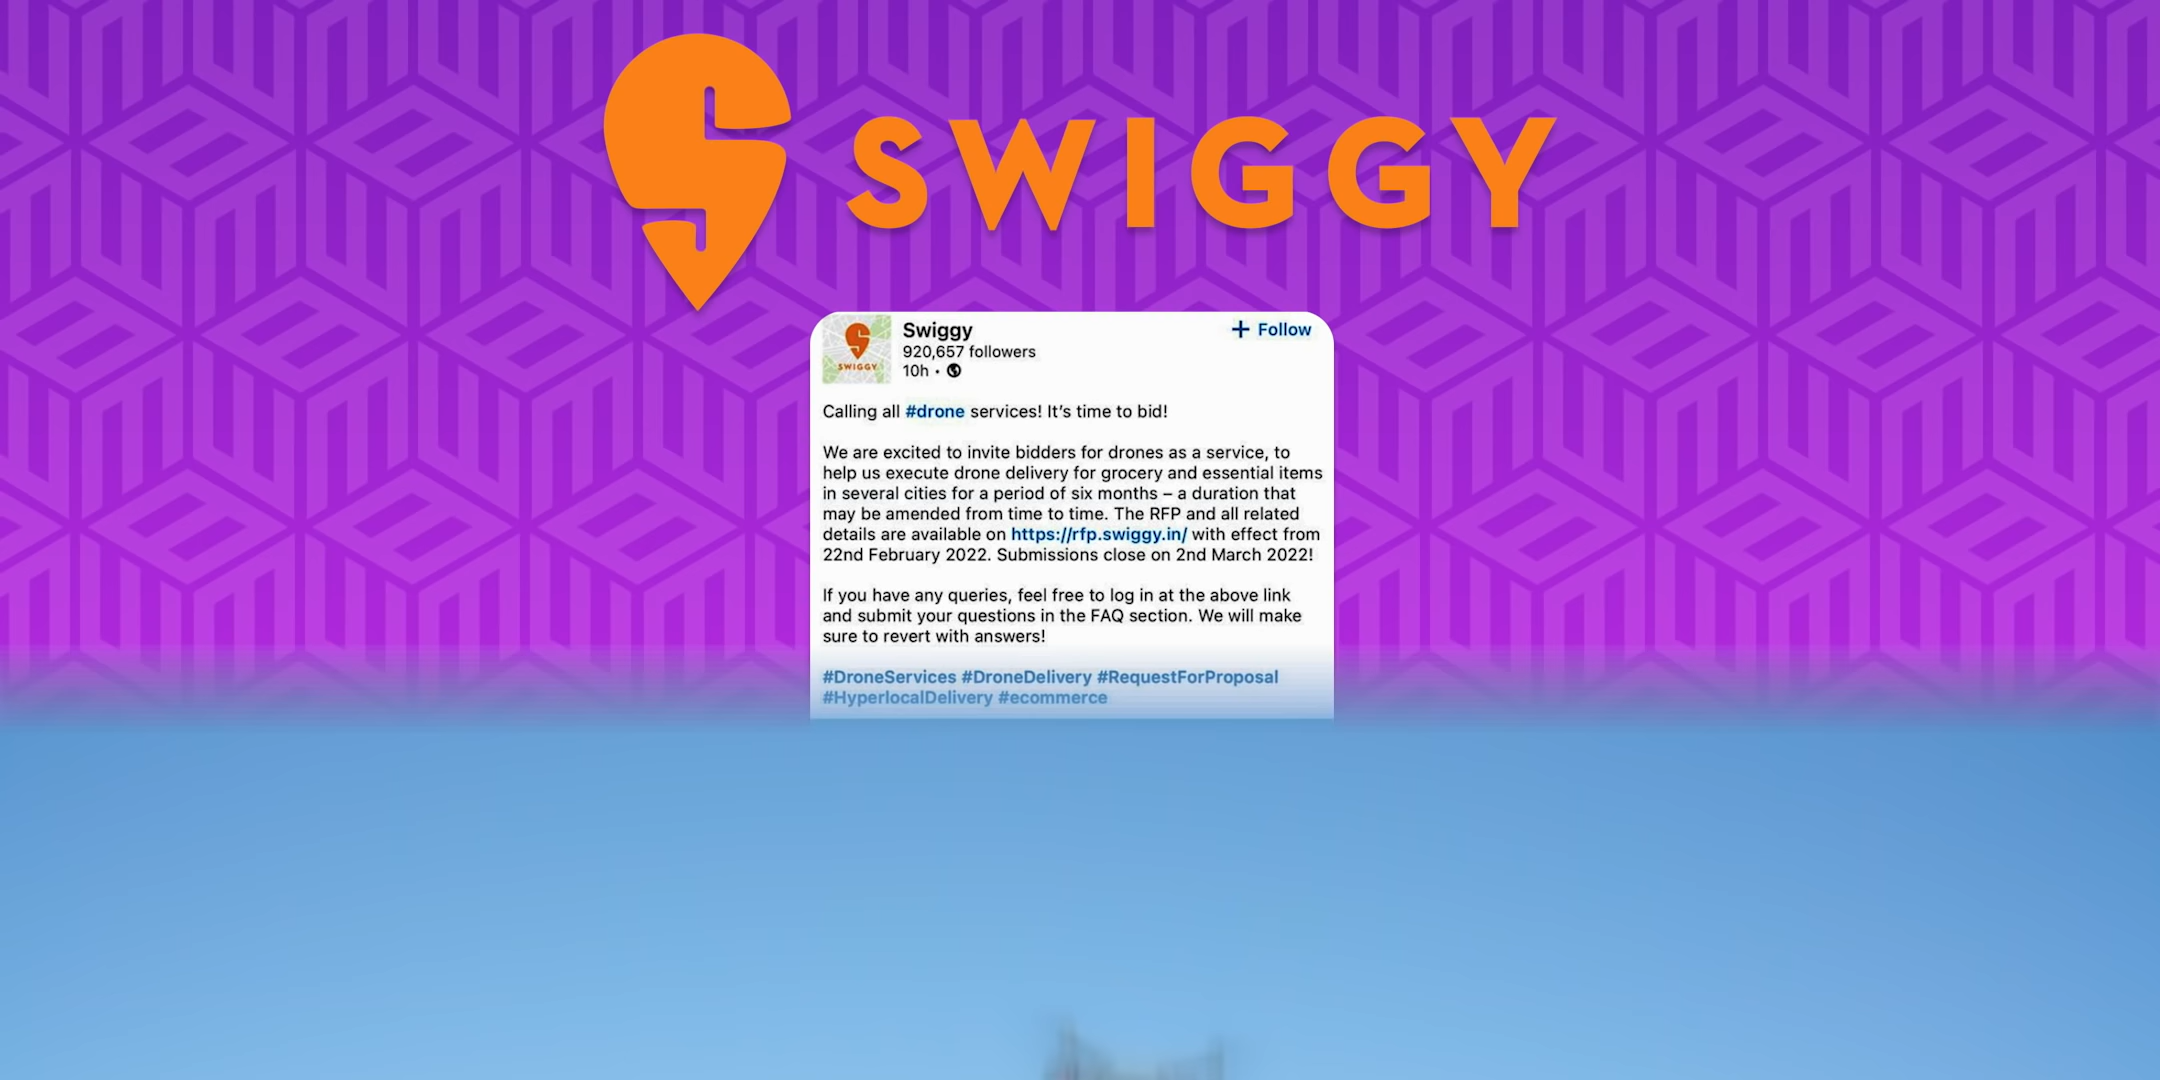 SWIGGY
SWIGGY
Swiggy
+ Follow
920,657 followers
10h •
Calling all #drone services! It's time to bid!
We are excited to invite bidders for drones as a service, to
help us execute drone delivery for grocery and essential items
in several cities for a period of six months – a duration that
may be amended from time to time. The RFP and all related
details are available on https://rfp.swiggy.in/ with effect from
22nd February 2022. Submissions close on 2nd March 2022!
If you have any queries, feel free to log in at the above link
and submit your questions in the FAQ section. We will make
sure to revert with answers!
#DroneServices #DroneDelivery #RequestForProposal
#HyperlocalDelivery #ecommerce